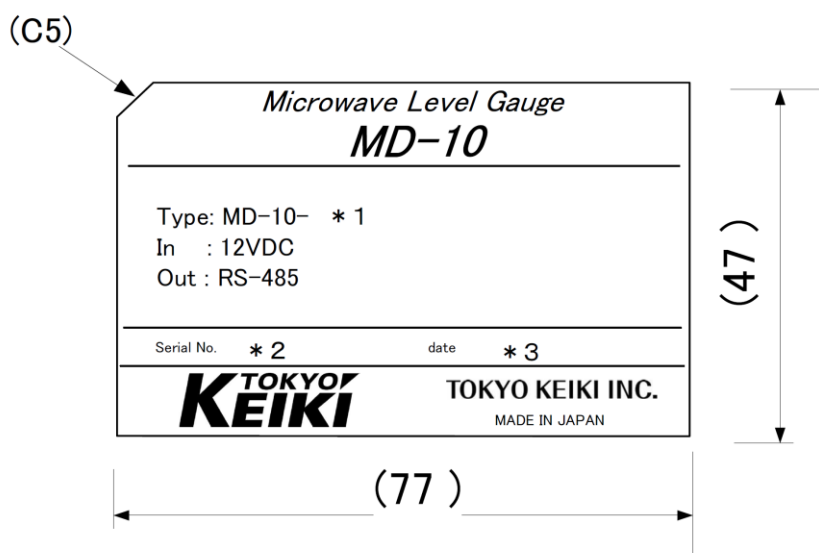 (C5)
Microwave Level Gauge
MD-10
Type: MD-10- *1
In : 12VDC
Out : RS-485
(47)
Serial No. *2 date *3
TOKYO KEIKI TOKYO KEIKI INC.
MADE IN JAPAN
(77 )